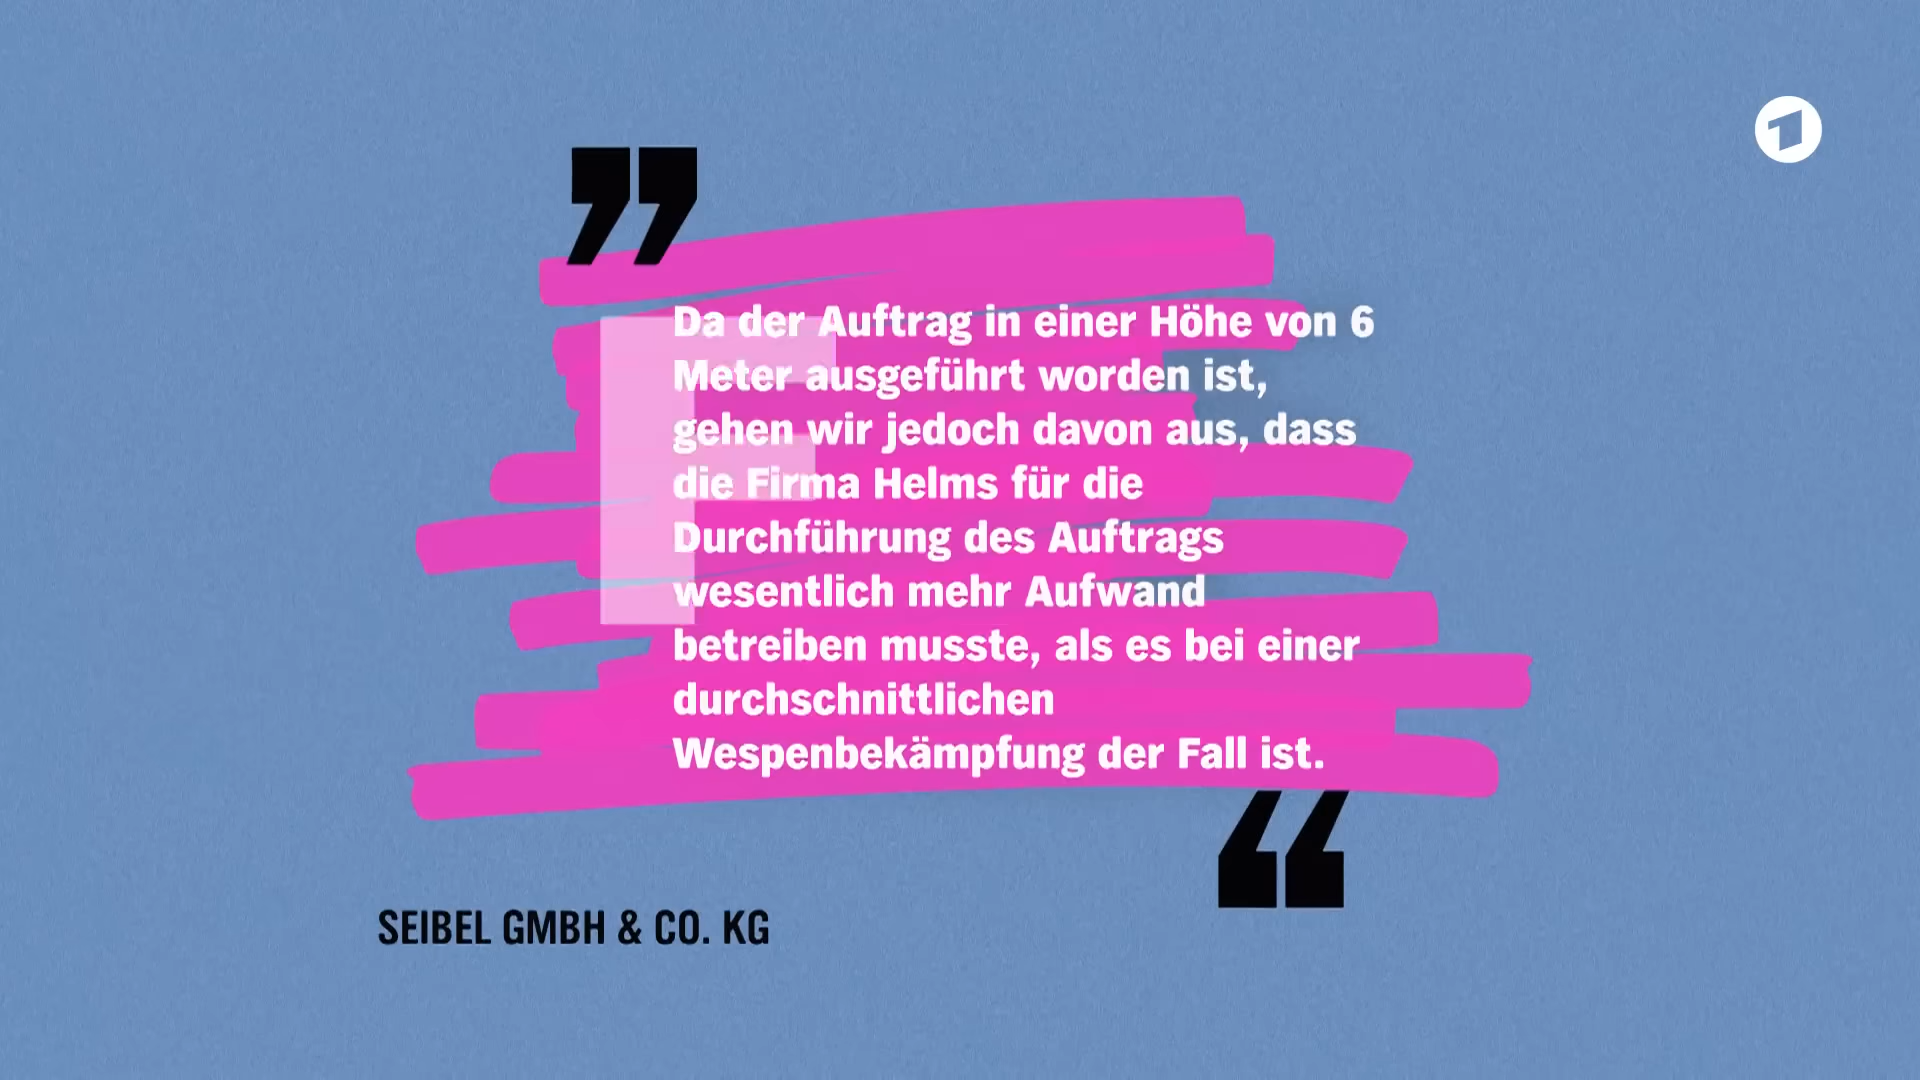 ”
Da der Auftrag in einer Höhe von 6
Meter ausgeführt worden ist,
gehen wir jedoch davon aus, dass
die Firma Helms für die
Durchführung des Auftrags
wesentlich mehr Aufwand
betreiben musste, als es bei einer
durchschnittlichen
Wespenbekämpfung der Fall ist.
“
SEIBEL GMBH & CO. KG
F
1